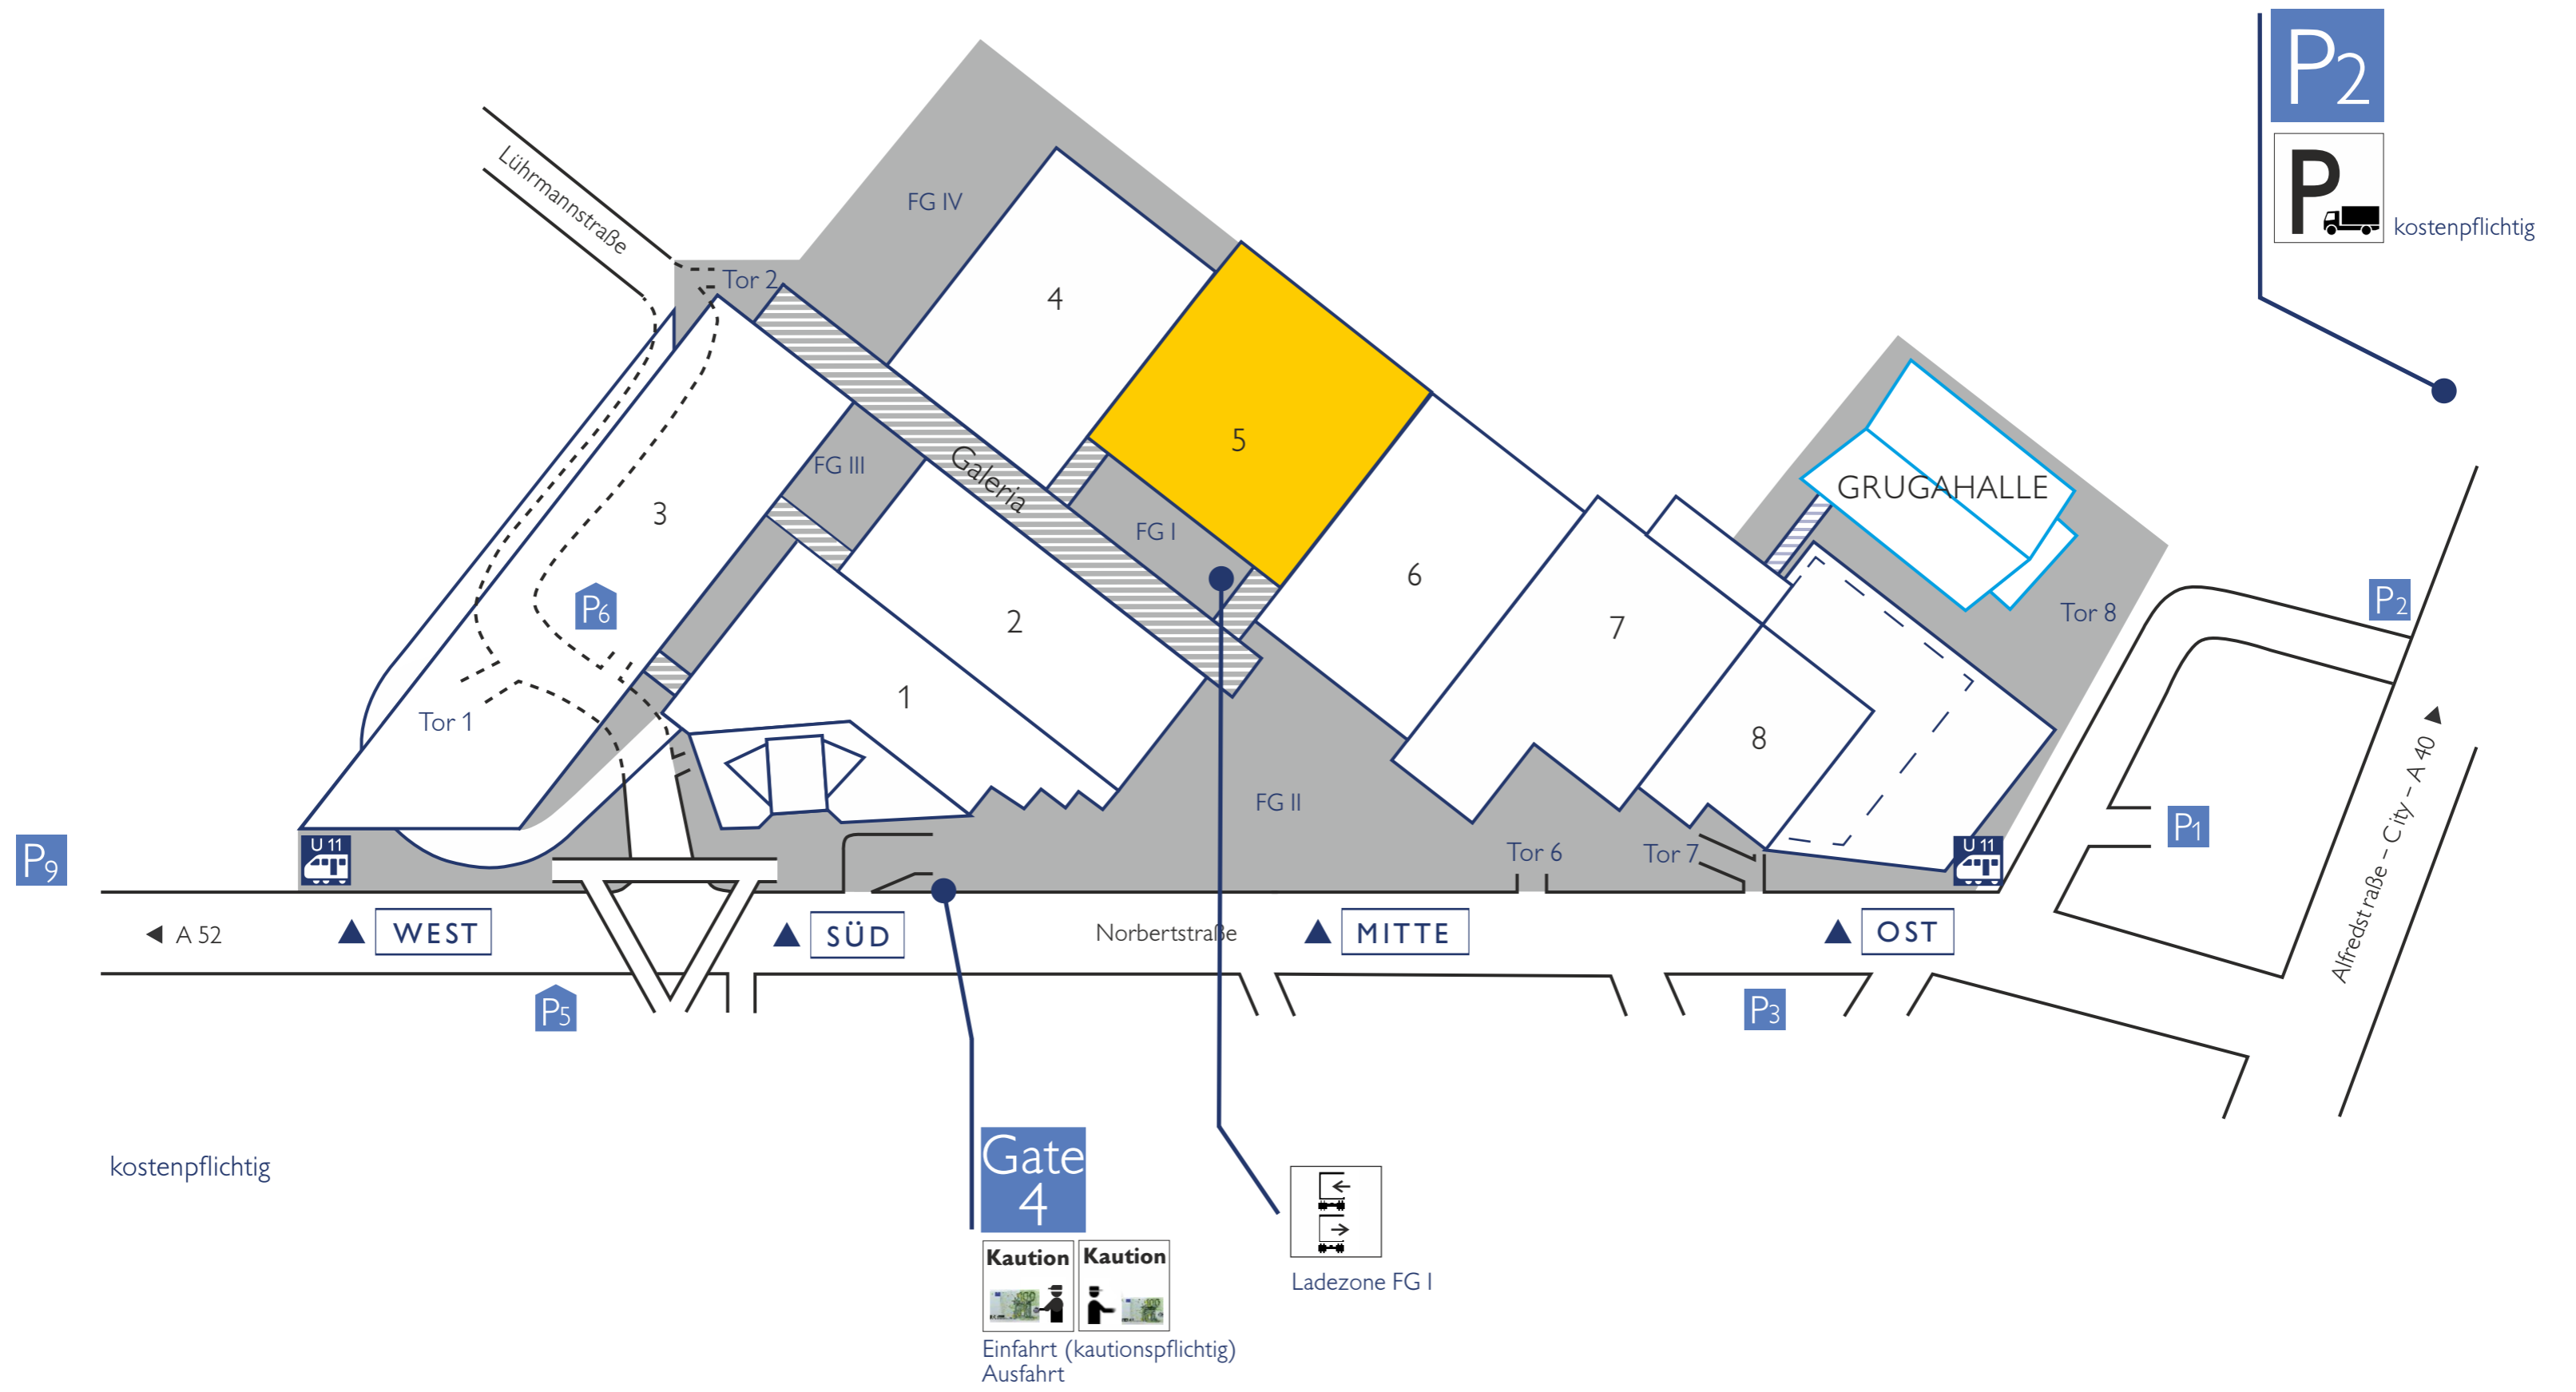 P2
P
kostenpflichtig
Lührmannstraße
FG IV
Tor 2
4
5
FG III
Galeria
GRUGAHALLE
3
FG I
6
P6
2
7
Tor 8
P2
1
Tor 1
8
FG II
P1
Alfredstraße – City – A 40
U 11
Tor 6
Tor 7
U 11
P9
A 52
WEST
SÜD
Norbertstraße
MITTE
OST
P5
P3
kostenpflichtig
Gate
4
Kaution
Kaution
100
100
Ladezone FG I
Einfahrt (kautionspflichtig)
Ausfahrt